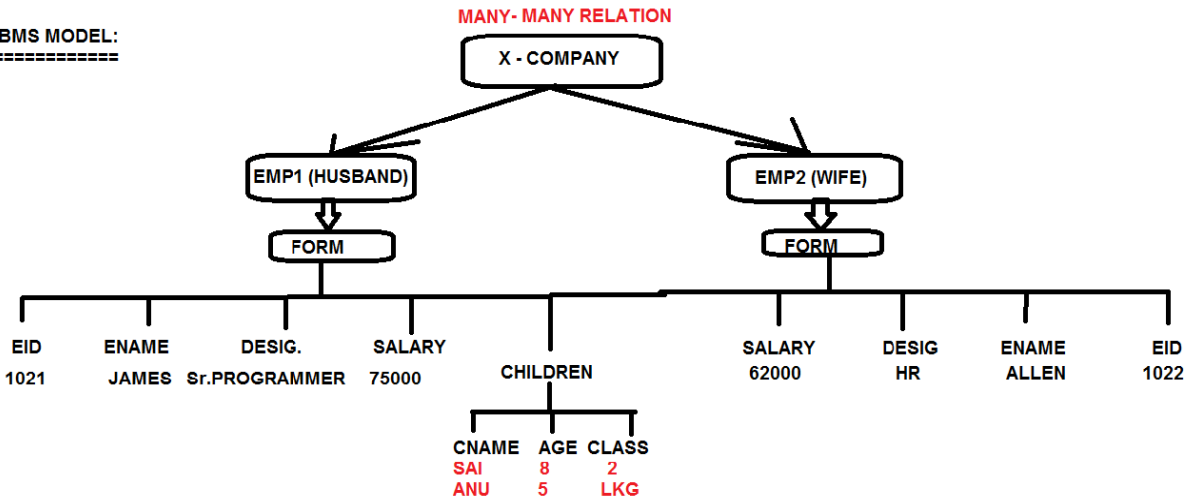 MANY- MANY RELATION
BMS MODEL:
============
X - COMPANY
EMP1 (HUSBAND)
EMP2 (WIFE)
FORM
FORM
EID ENAME DESIG. SALARY
1021 JAMES Sr.PROGRAMMER 75000
CHILDREN
SALARY DESIG ENAME EID
62000 HR ALLEN 1022
CNAME AGE CLASS
SAI 8 2
ANU 5 LKG